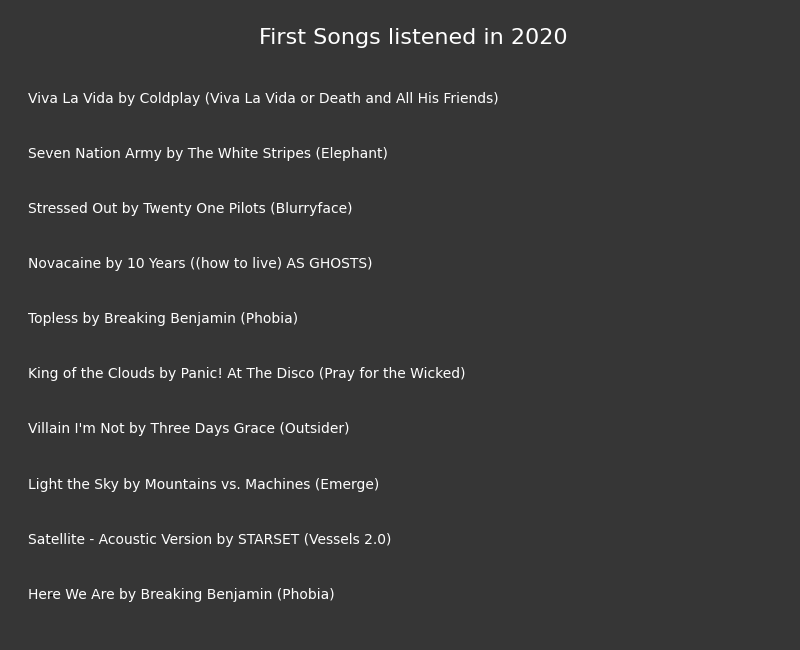 First Songs listened in 2020
Viva La Vida by Coldplay (Viva La Vida or Death and All His Friends)
Seven Nation Army by The White Stripes (Elephant)
Stressed Out by Twenty One Pilots (Blurryface)
Novacaine by 10 Years ((how to live) AS GHOSTS)
Topless by Breaking Benjamin (Phobia)
King of the Clouds by Panic! At The Disco (Pray for the Wicked)
Villain I'm Not by Three Days Grace (Outsider)
Light the Sky by Mountains vs. Machines (Emerge)
Satellite - Acoustic Version by STARSET (Vessels 2.0)
Here We Are by Breaking Benjamin (Phobia)